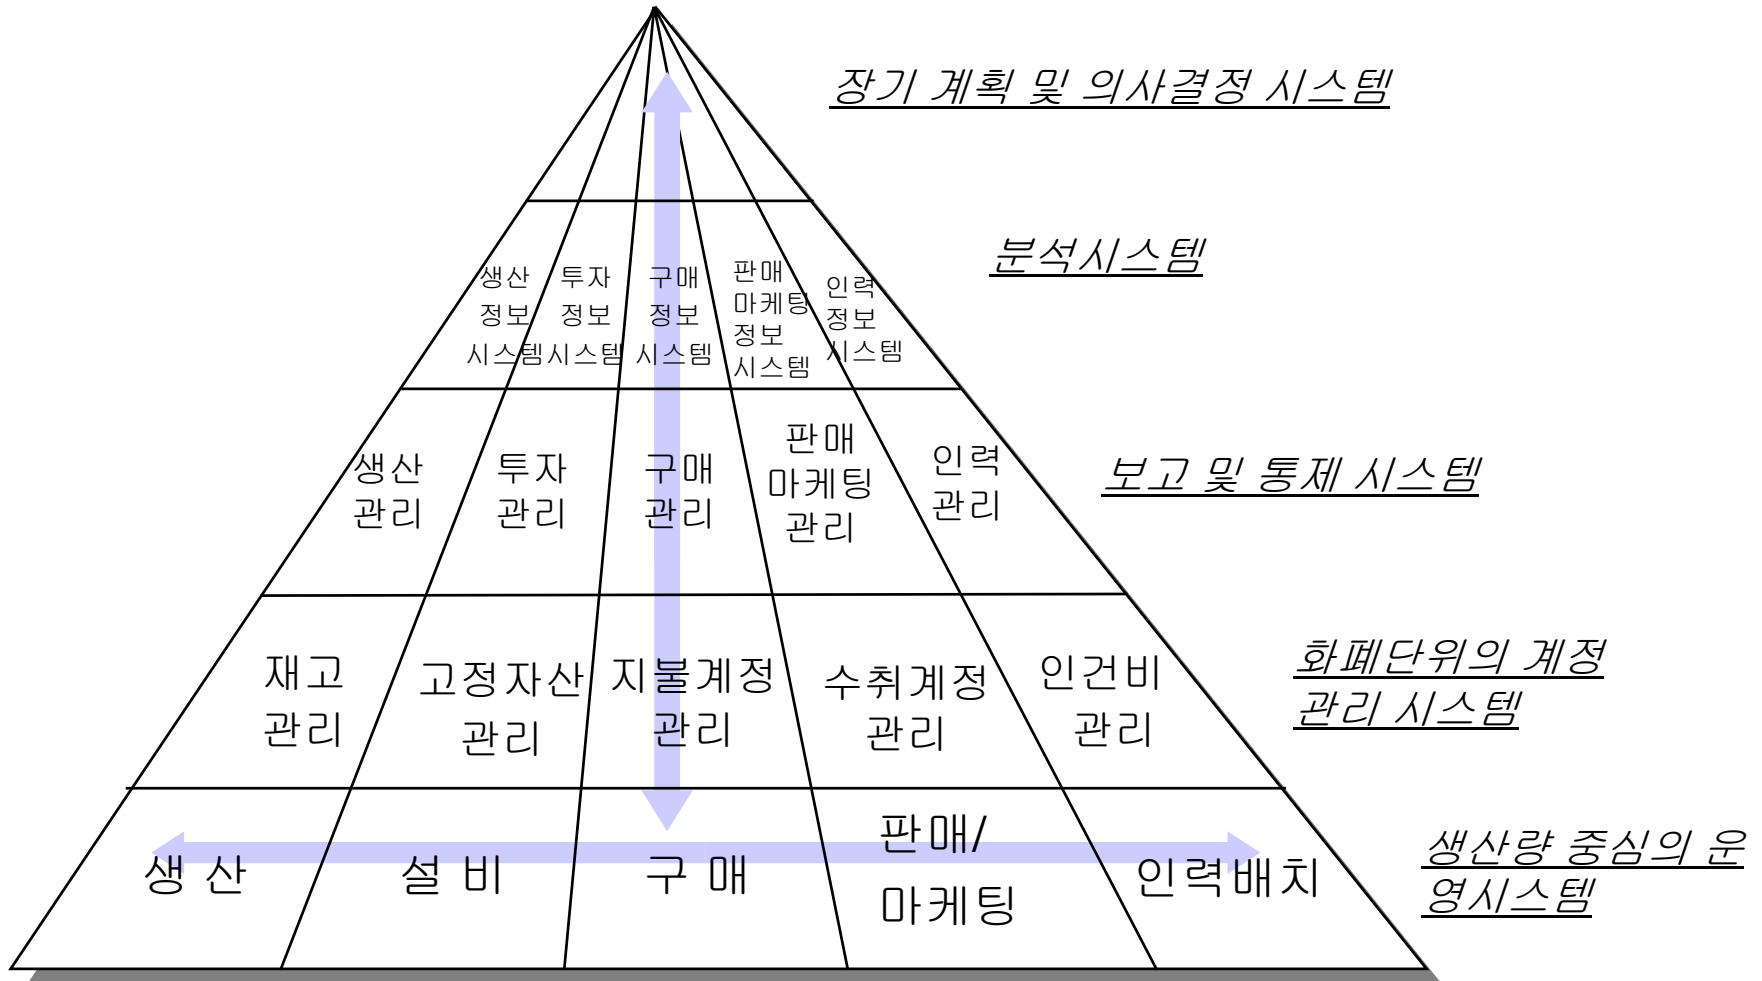 장기 계획 및 의사결정 시스템
분석시스템
생산
정보
시스템
투자
정보
시스템
구매
정보
시스템
판매
마케팅
정보
시스템
인력
정보
시스템
보고 및 통제 시스템
생산
관리
투자
관리
구매
관리
판매
마케팅
관리
인력
관리
화폐단위의 계정
관리 시스템
재고
관리
고정자산
관리
지불계정
관리
수취계정
관리
인건비
관리
생산량 중심의 운
영시스템
생 산
설 비
구 매
판매/
마케팅
인력배치